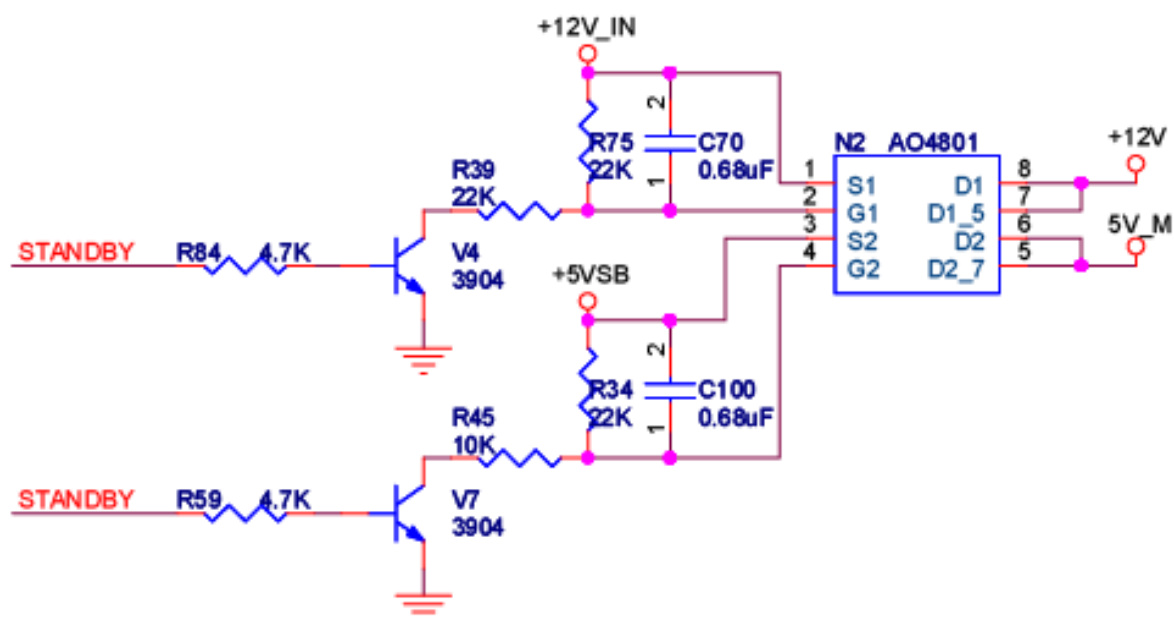 +12V_IN
2
R75
22K
C70
0.68uF
1
R39
22K
STANDBY
R84
4.7K
V4
3904
N2 AO4801
1 S1 D1 8
2 G1 D1_5 7
3 S2 D2 6
4 G2 D2_7 5
+12V
5V_M
+5VSB
2
R34
22K
C100
0.68uF
1
R45
10K
STANDBY
R59
4.7K
V7
3904